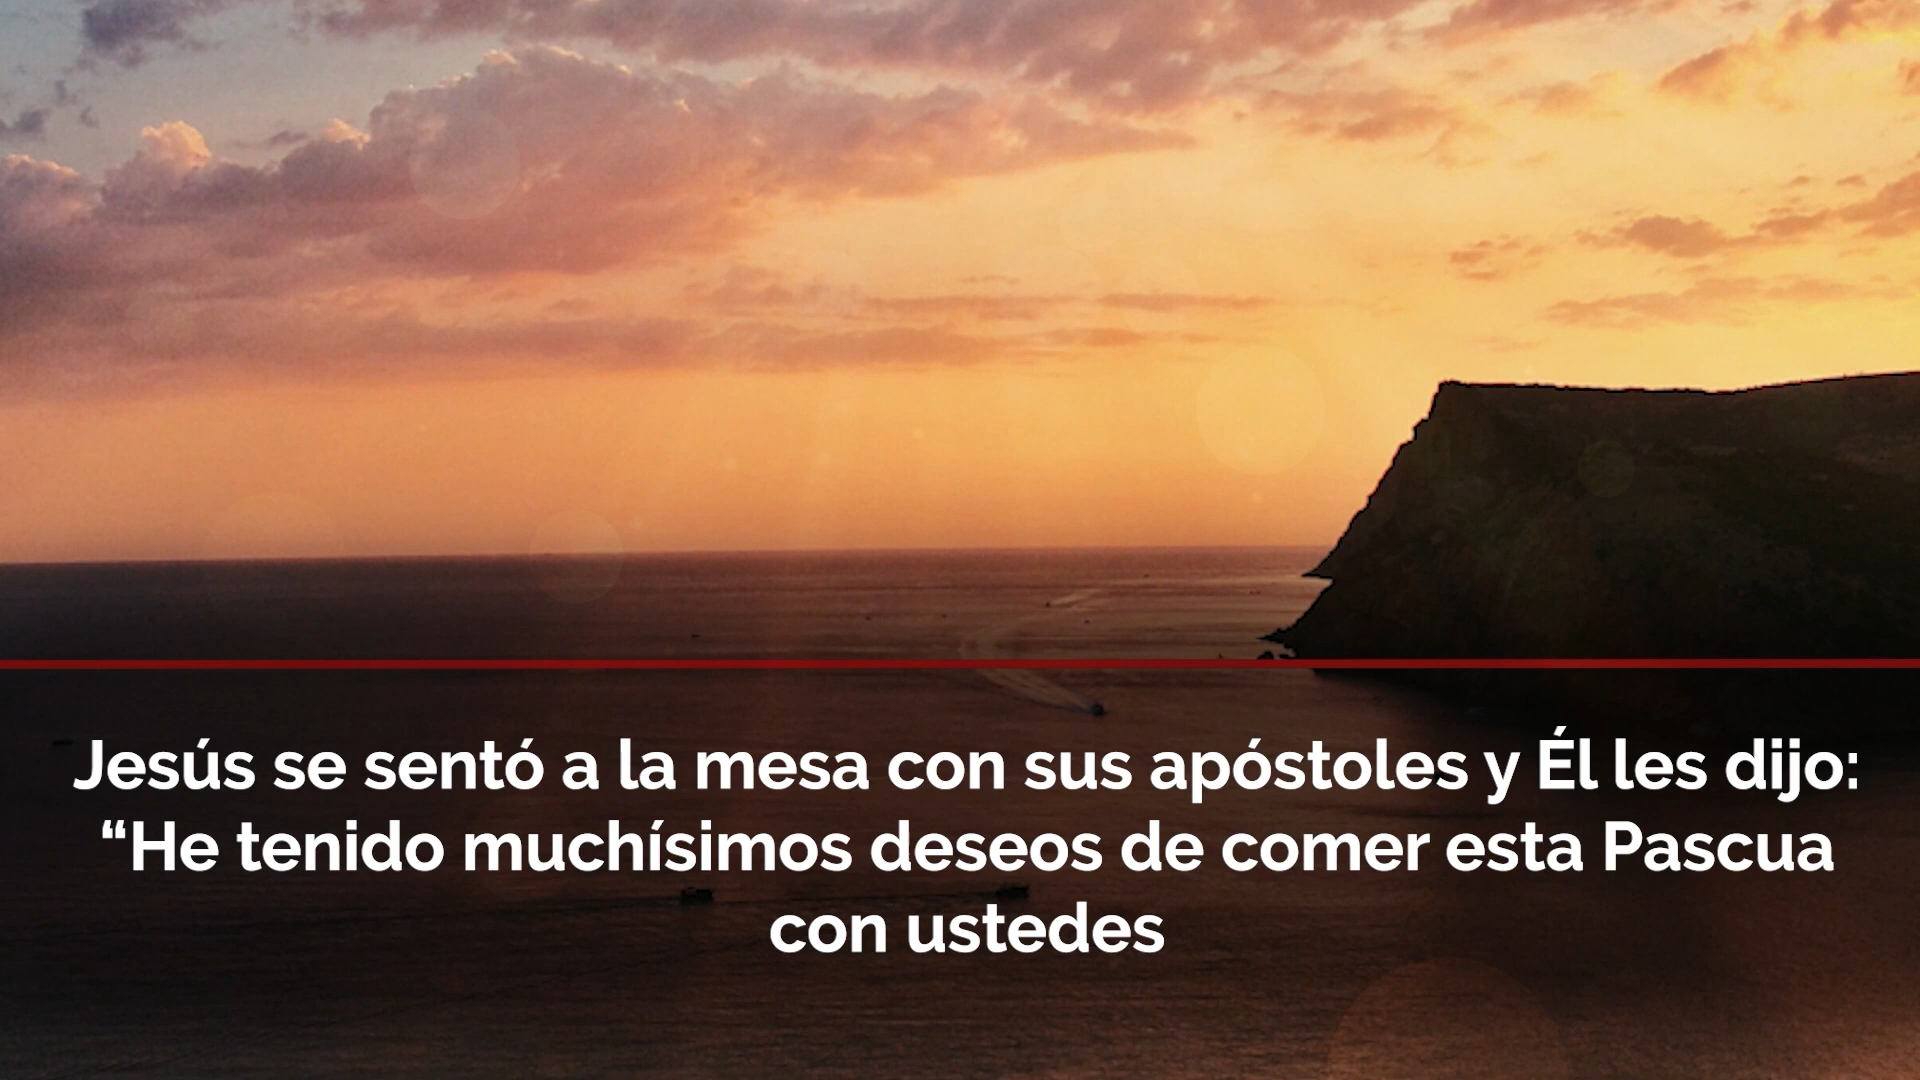 Jesús se sentó a la mesa con sus apóstoles y Él les dijo:
“He tenido muchísimos deseos de comer esta Pascua
con ustedes